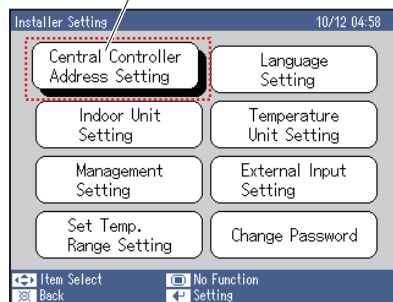 Installer Setting 10/12 04:58
Central Controller Language
Address Setting Setting
Indoor Unit Temperature
Setting Unit Setting
Management External Input
Setting Setting
Set Temp. Change Password
Range Setting
Item Select No Function
Back Setting